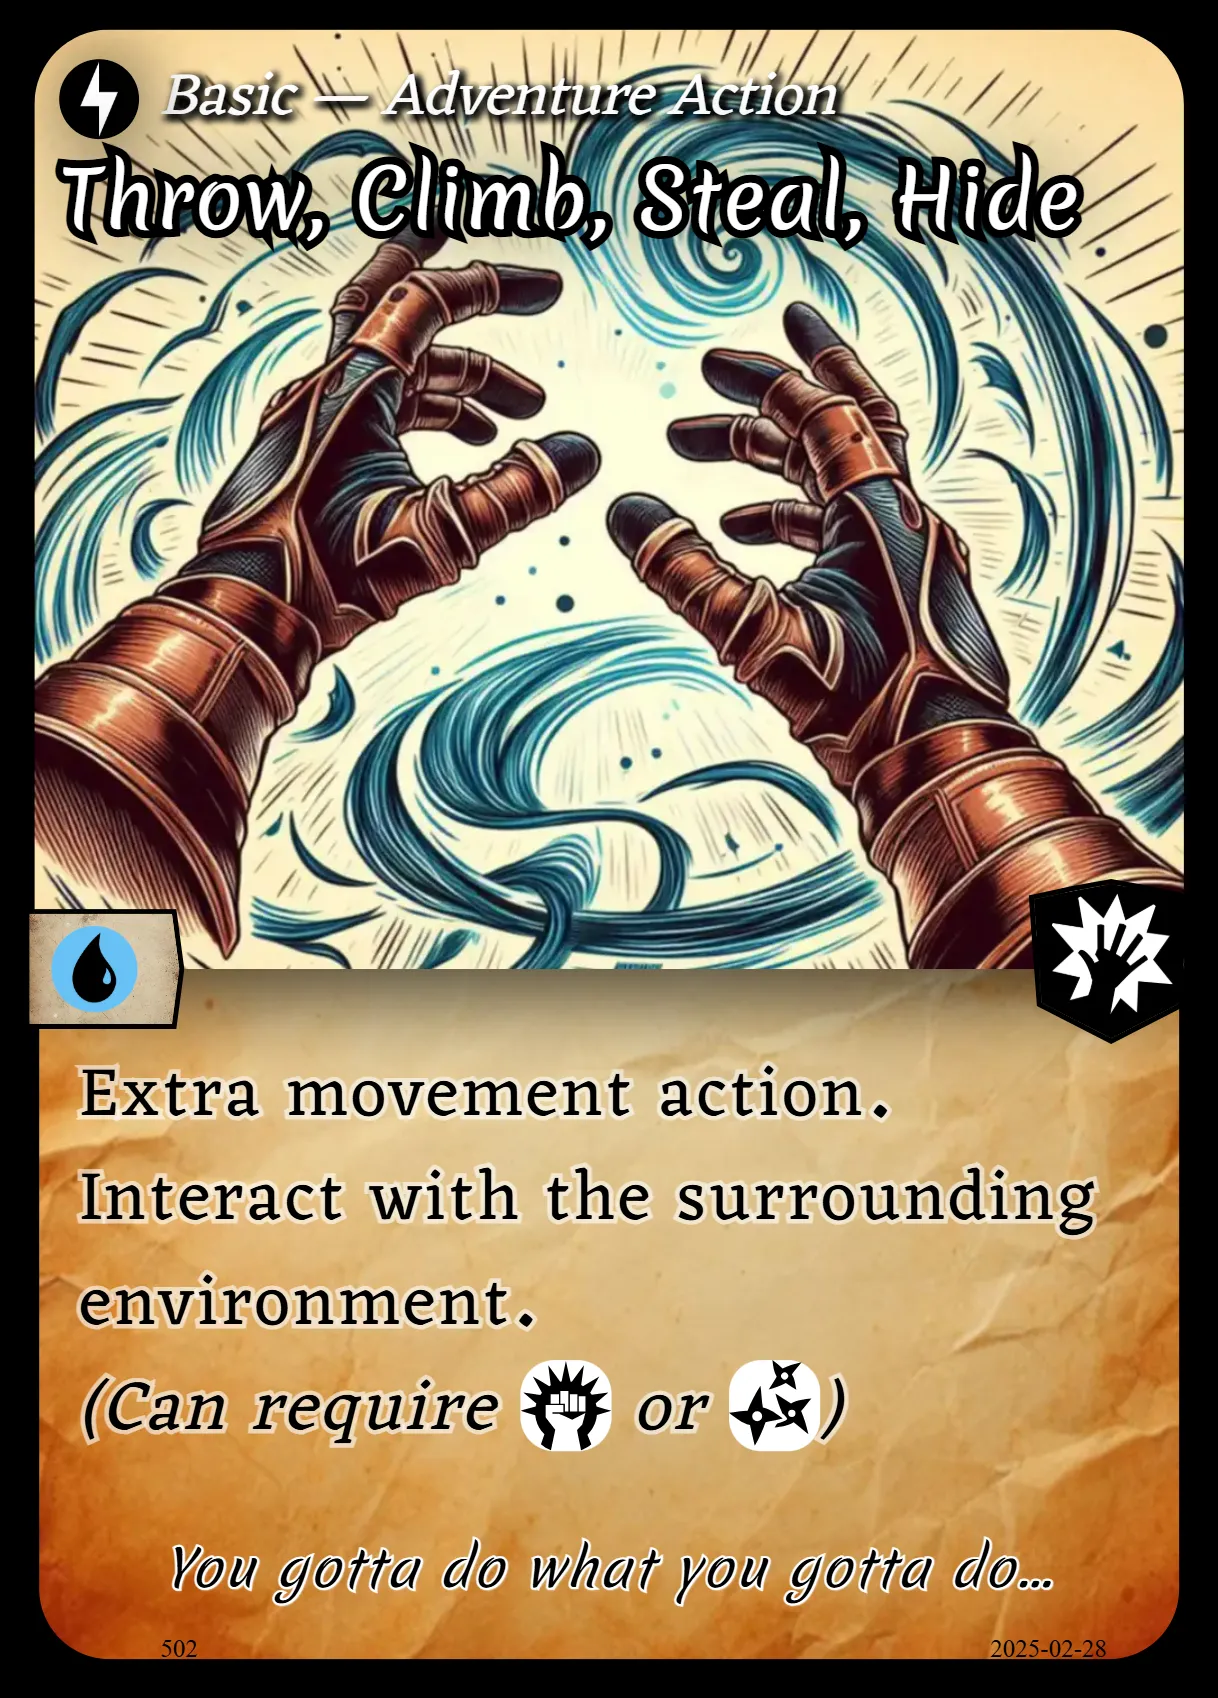 Basic — Adventure Action
Throw, Climb, Steal, Hide
Extra movement action.
Interact with the surrounding
environment.
(Can require or )
You gotta do what you gotta do...
502
2025-02-28